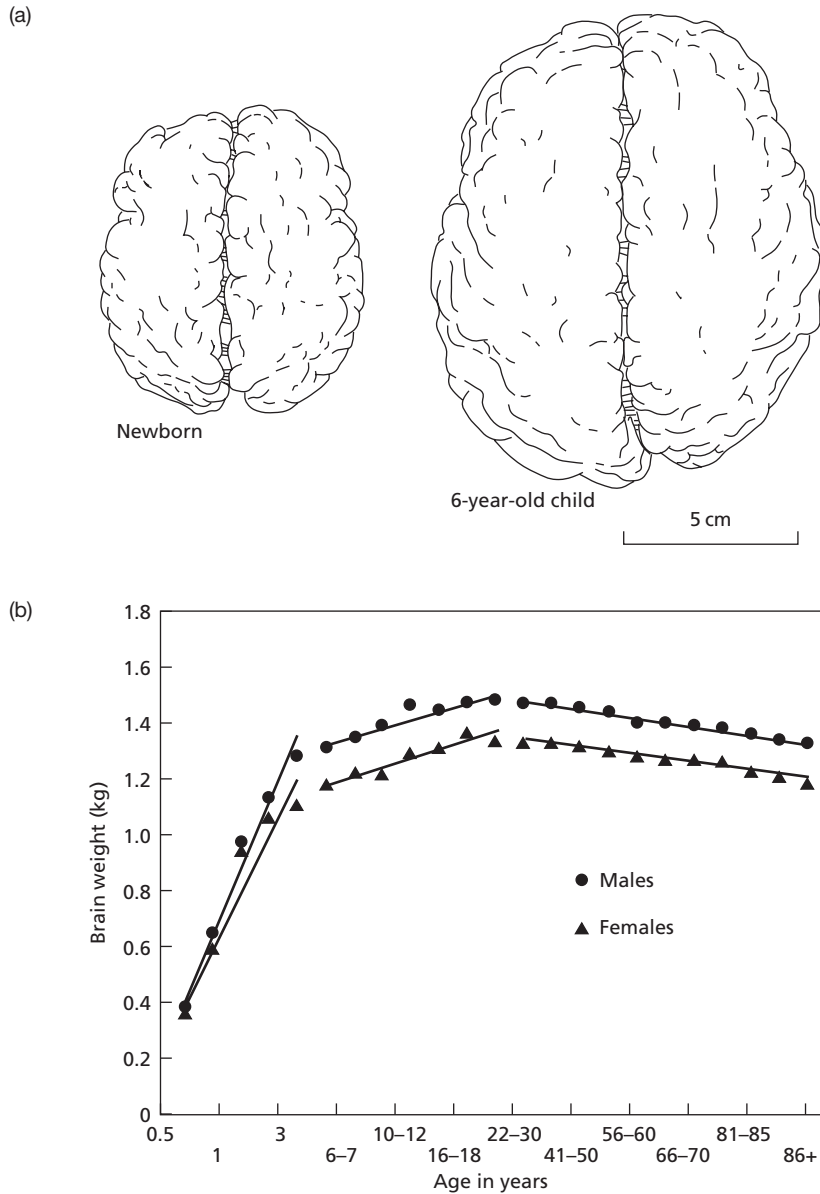 (a)
Newborn
6-year-old child
5 cm
(b)
1.8
1.6
1.4
1.2
1.0
0.8
0.6
0.4
0.2
0
Brain weight (kg)
Males
Females
0.5 3 10–12 22–30 56–60 81–85
1 6–7 16–18 41–50 66–70 86+
Age in years